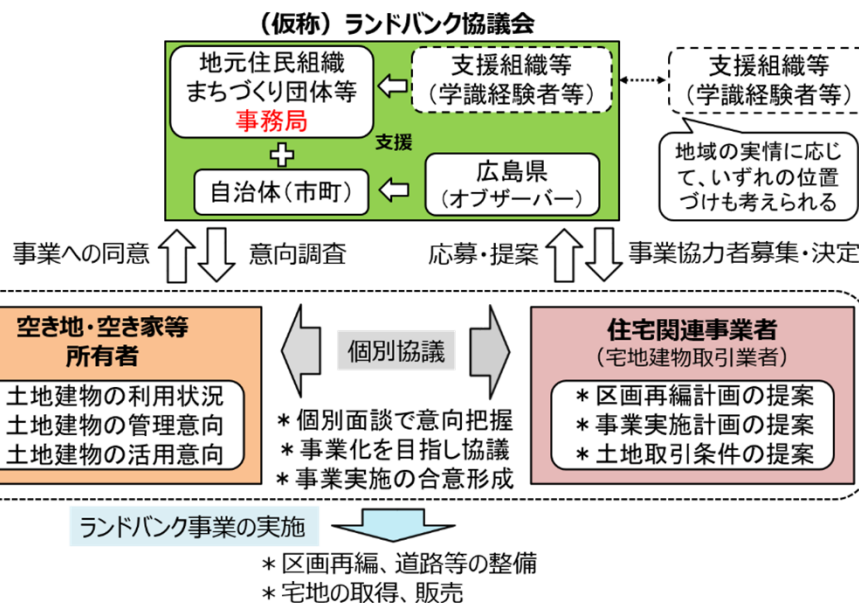 (仮称)ランドバンク協議会
地元住民組織
まちづくり団体等
事務局
支援組織等
(学識経験者等)
支援組織等
(学識経験者等)
支援
自治体(市町)
広島県
(オブザーバー)
地域の実情に応じ
て、いずれの位置
づけも考えられる
事業への同意
意向調査
応募・提案
事業協力者募集・決定
空き地・空き家等
所有者
土地建物の利用状況
土地建物の管理意向
土地建物の活用意向
個別協議
*個別面談で意向把握
*事業化を目指し協議
*事業実施の合意形成
住宅関連事業者
(宅地建物取引業者)
*区画再編計画の提案
*事業実施計画の提案
*土地取引条件の提案
ランドバンク事業の実施
*区画再編、道路等の整備
*宅地の取得、販売